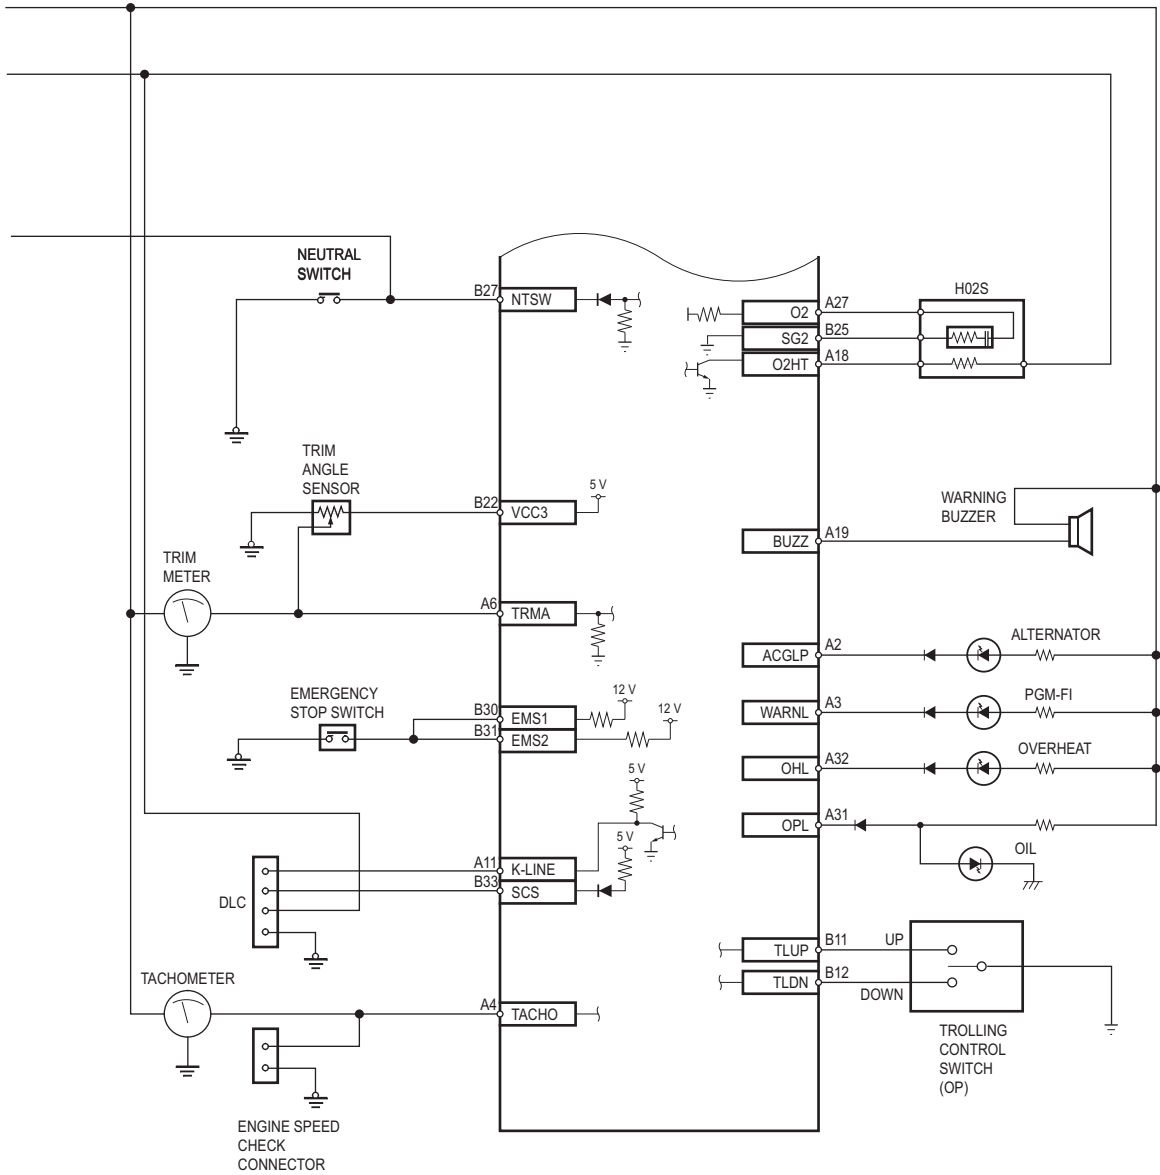 NEUTRAL
SWITCH
B27
NTSW
H02S
O2
A27
SG2
B25
O2HT
A18
TRIM
ANGLE
SENSOR
B22
VCC3
5 V
WARNING
BUZZER
BUZZ
A19
TRIM
METER
A6
TRMA
ACGLP
A2
ALTERNATOR
EMERGENCY
STOP SWITCH
B30
EMS1
12 V
B31
EMS2
12 V
WARNL
A3
PGM-FI
OHL
A32
OVERHEAT
5 V
OPL
A31
5 V
OIL
DLC
A11
K-LINE
B33
SCS
TLUP
B11
UP
TLDN
B12
DOWN
TROLLING
CONTROL
SWITCH
(OP)
TACHOMETER
A4
TACHO
ENGINE SPEED
CHECK
CONNECTOR